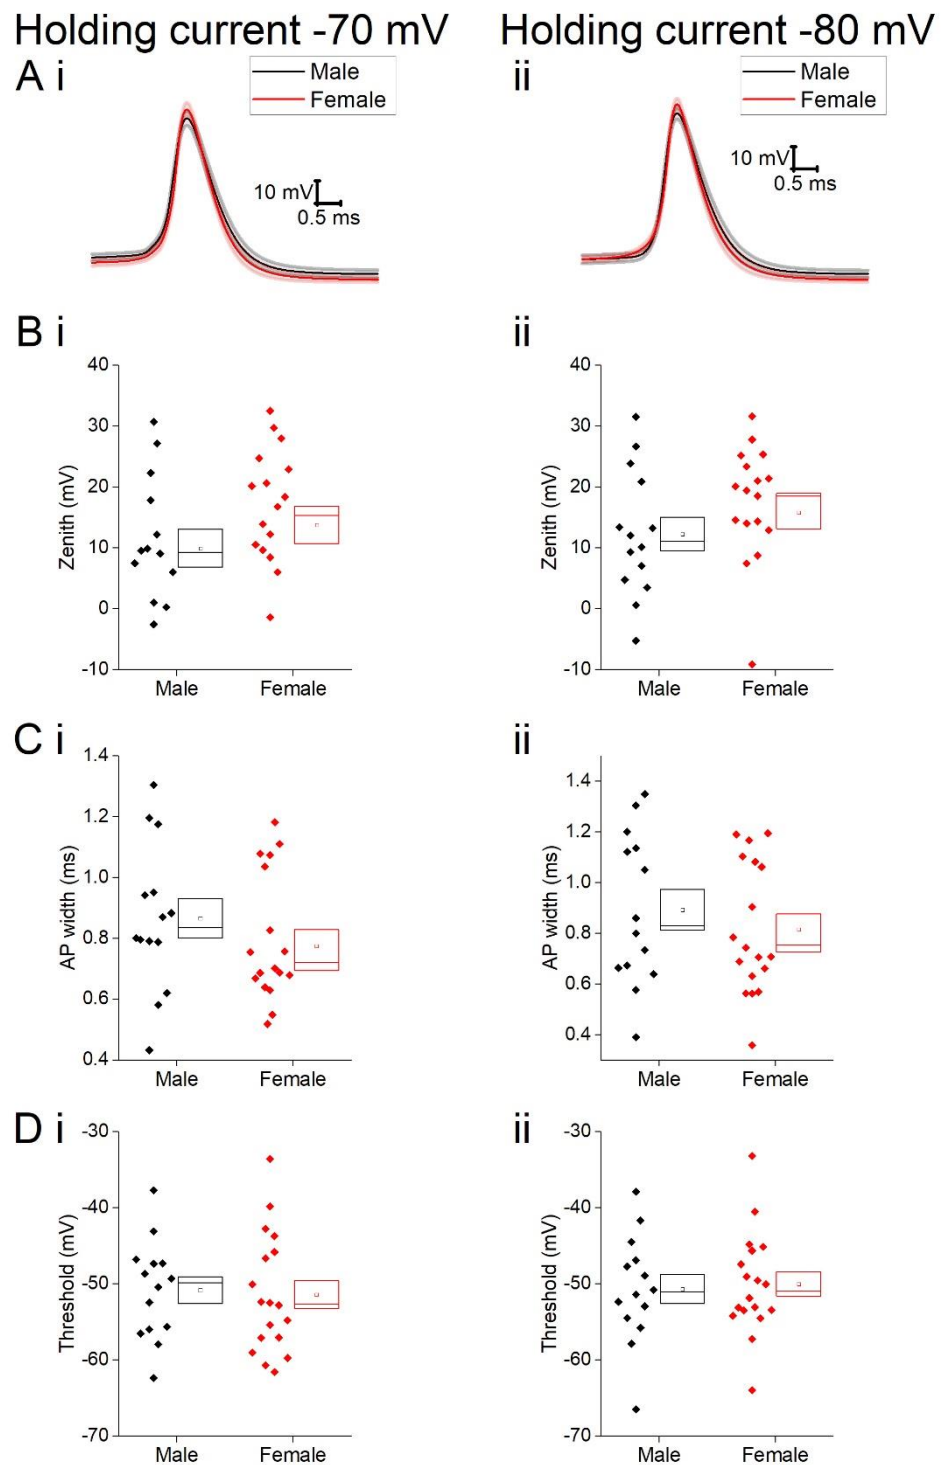 Holding current -70 mV
Holding current -80 mV
A i
Male
Female
10 mV
0.5 ms
ii
Male
Female
10 mV
0.5 ms
B i
40
30
20
10
0
-10
Zenith (mV)
Male
Female
ii
40
30
20
10
0
-10
Zenith (mV)
Male
Female
C i
1.4
1.2
1.0
0.8
0.6
0.4
AP width (ms)
Male
Female
ii
1.4
1.2
1.0
0.8
0.6
0.4
AP width (ms)
Male
Female
D i
-30
-40
-50
-60
-70
Threshold (mV)
Male
Female
ii
-30
-40
-50
-60
-70
Threshold (mV)
Male
Female